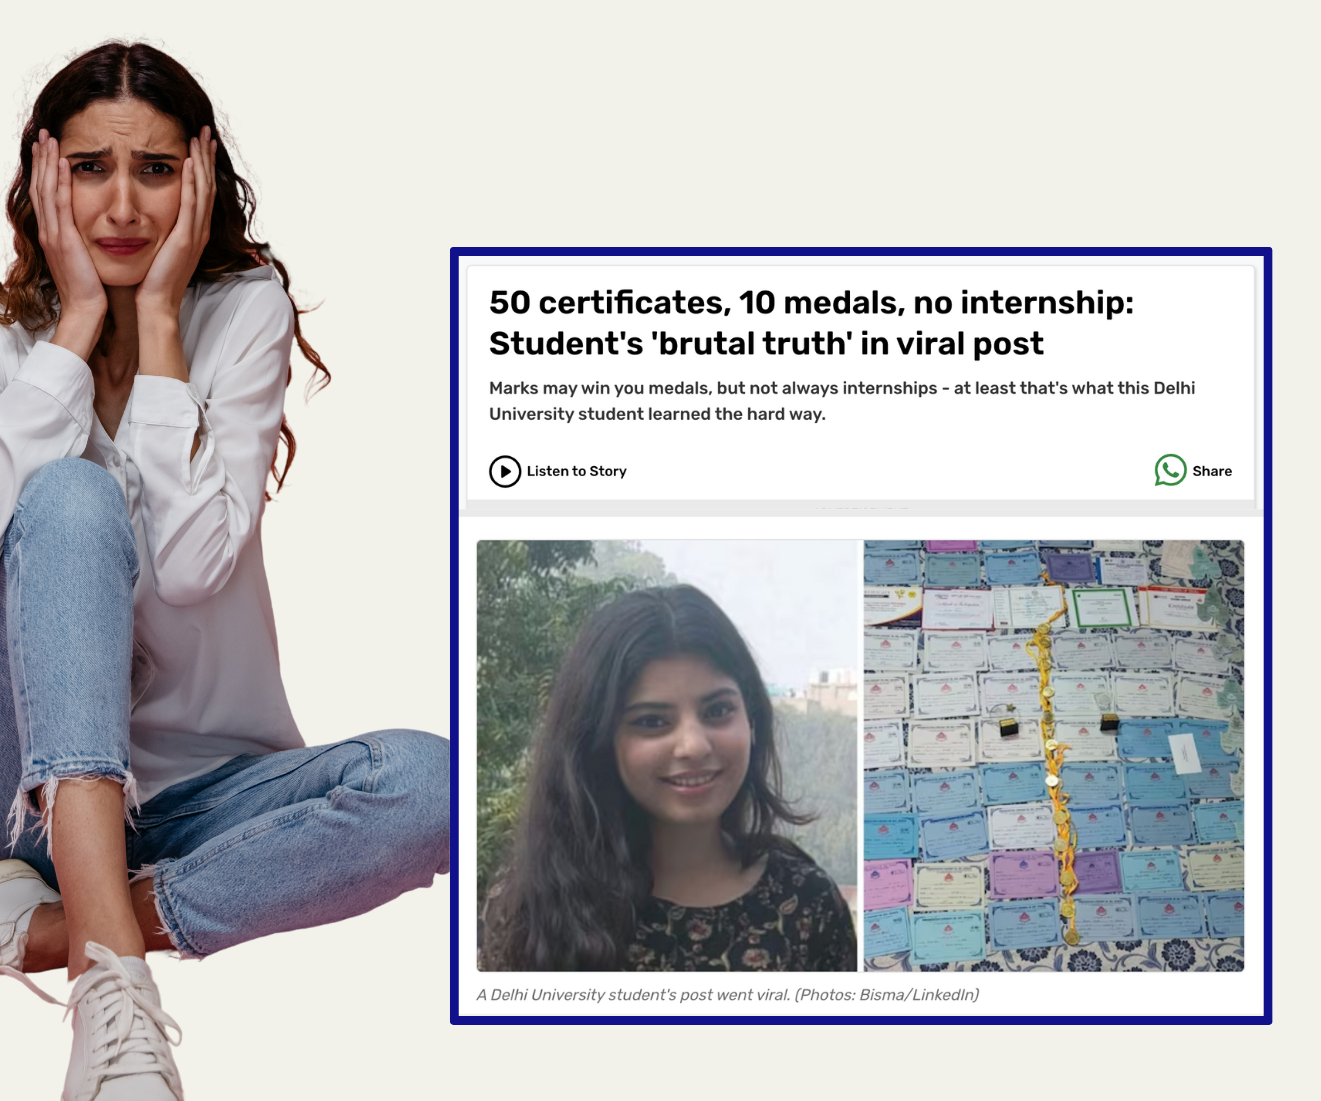 50 certificates, 10 medals, no internship:
Student's 'brutal truth' in viral post
Marks may win you medals, but not always internships - at least that's what this Delhi
University student learned the hard way.
Listen to Story
Share
A Delhi University student's post went viral. (Photos: Bisma/LinkedIn)